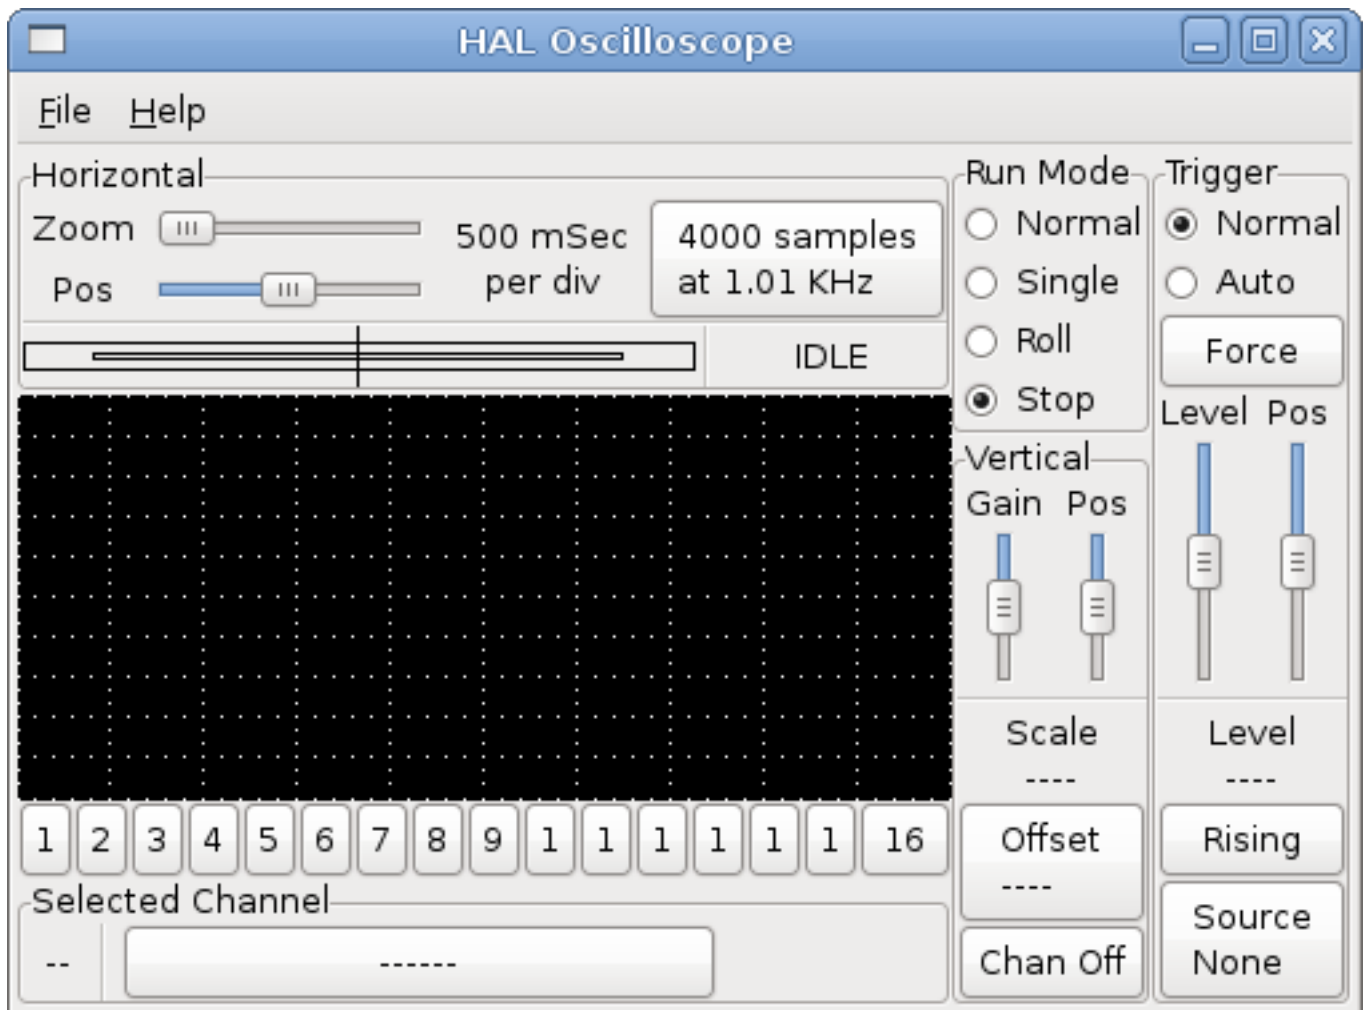 HAL Oscilloscope
File Help
Horizontal
Zoom
Pos
500 mSec
per div
4000 samples
at 1.01 KHz
IDLE
Run Mode
Normal
Single
Roll
Stop
Trigger
Normal
Auto
Force
Level Pos
Vertical
Gain Pos
Scale
----
Level
----
1 2 3 4 5 6 7 8 9 1 1 1 1 1 1 16
Offset
----
Rising
Selected Channel
--
------
Chan Off
Source
None